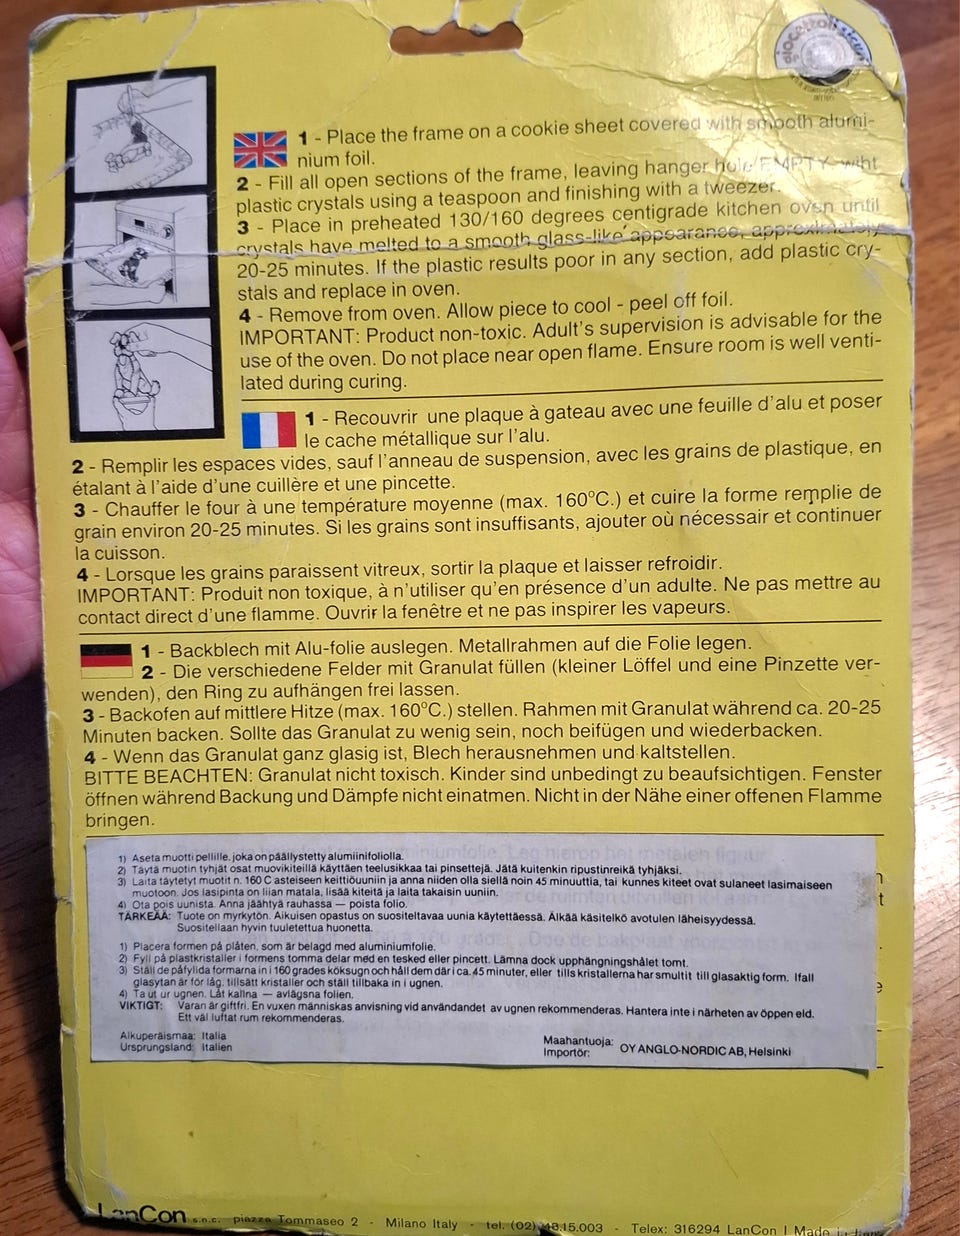 giocattoli sicuri
1 - Place the frame on a cookie sheet covered with smooth alumi-
nium foil.
2 - Fill all open sections of the frame, leaving hanger hole EMPTY wiht
plastic crystals using a teaspoon and finishing with a tweezer.
3 - Place in preheated 130/160 degrees centigrade kitchen oven until
crystals have melted to a smooth glass-like appearance, approximately
20-25 minutes. If the plastic results poor in any section, add plastic cry-
stals and replace in oven.
4 - Remove from oven. Allow piece to cool - peel off foil.
IMPORTANT: Product non-toxic. Adult's supervision is advisable for the
use of the oven. Do not place near open flame. Ensure room is well venti-
lated during curing.
1 - Recouvrir une plaque à gateau avec une feuille d'alu et poser
le cache métallique sur l'alu.
2 - Remplir les espaces vides, sauf l'anneau de suspension, avec les grains de plastique, en
étalant à l'aide d'une cuillère et une pincette.
3 - Chauffer le four à une température moyenne (max. 160°C.) et cuire la forme remplie de
grain environ 20-25 minutes. Si les grains sont insuffisants, ajouter où nécessair et continuer
la cuisson.
4 - Lorsque les grains paraissent vitreux, sortir la plaque et laisser refroidir.
IMPORTANT: Produit non toxique, à n'utiliser qu'en présence d'un adulte. Ne pas mettre au
contact direct d'une flamme. Ouvrir la fenêtre et ne pas inspirer les vapeurs.
1 - Backblech mit Alu-folie auslegen. Metallrahmen auf die Folie legen.
2 - Die verschiedene Felder mit Granulat füllen (kleiner Löffel und eine Pinzette ver-
wenden), den Ring zu aufhängen frei lassen.
3 - Backofen auf mittlere Hitze (max. 160°C.) stellen. Rahmen mit Granulat während ca. 20-25
Minuten backen. Sollte das Granulat zu wenig sein, noch beifügen und wiederbacken.
4 - Wenn das Granulat ganz glasig ist, Blech herausnehmen und kaltstellen.
BITTE BEACHTEN: Granulat nicht toxisch. Kinder sind unbedingt zu beaufsichtigen. Fenster
öffnen während Backung und Dämpfe nicht einatmen. Nicht in der Nähe einer offenen Flamme
bringen.
1) Aseta muotti pellille, joka on päällystetty alumiinifoliolla.
2) Täytä muotin tyhjät osat muovikiteillä käyttäen teelusikkaa tai pinsettejä. Jätä kuitenkin ripustinreikä tyhjäksi.
3) Laita täytetyt muotit n. 160 C asteiseen keittiöuuniin ja anna niiden olla siellä noin 45 minuuttia, tai kunnes kiteet ovat sulaneet lasimaiseen
muotoon. Jos lasipinta on liian matala, lisää kiteitä ja laita takaisin uuniin.
4) Ota pois uunista. Anna jäähtyä rauhassa — poista folio.
TÄRKEÄÄ: Tuote on myrkytön. Aikuisen opastus on suositeltavaa uunia käytettäessä. Älkää käsitelkö avotulen läheisyydessä.
Suositellaan hyvin tuuletettua huonetta.
1) Placera formen på plåten, som är belagd med aluminiumfolie.
2) Fyll på plastkristaller i formens tomma delar med en tesked eller pincett. Lämna dock upphängningshålet tomt.
3) Ställ de påfyllda formarna in i 160 grades köksugn och håll dem där i ca. 45 minuter, eller tills kristallerna har smultit till glasaktig form. Ifall
glasytan är för låg, tillsätt kristaller och ställ tillbaka in i ugnen.
4) Ta ut ur ugnen. Låt kallna — avlägsna folien.
VIKTIGT: Varan är giftfri. En vuxen människas anvisning vid användandet av ugnen rekommenderas. Hantera inte i närheten av öppen eld.
Ett väl luftat rum rekommenderas.
Alkuperäismaa: Italia
Ursprungsland: Italien
Maahantuoja:
Importör: OY ANGLO-NORDIC AB, Helsinki
LanCon s.n.c. piazza Tommaseo 2 - Milano Italy - tel. (02) 48.15.003 - Telex: 316294 LanCon I Made in Italy